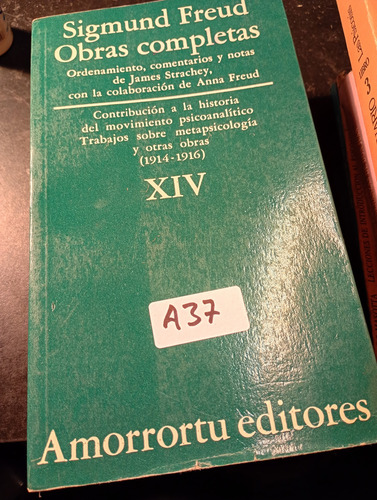 Sigmund Freud
Obras completas
Ordenamiento, comentarios y notas
de James Strachey,
con la colaboración de Anna Freud
Contribución a la historia
del movimiento psicoanalítico
Trabajos sobre metapsicología
y otras obras
(1914-1916)
XIV
A37
Amorrortu editores